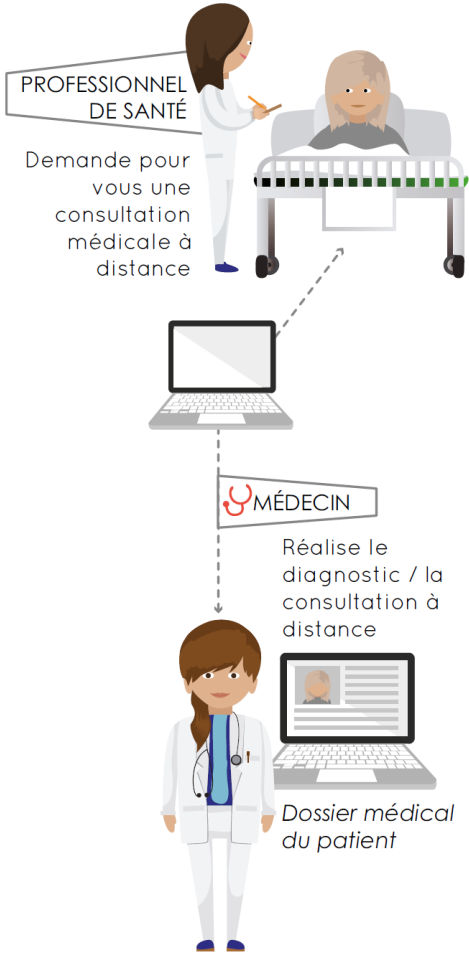 PROFESSIONNEL
DE SANTÉ
Demande pour
vous une
consultation
médicale à
distance
MÉDECIN
Réalise le
diagnostic / la
consultation à
distance
Dossier médical
du patient